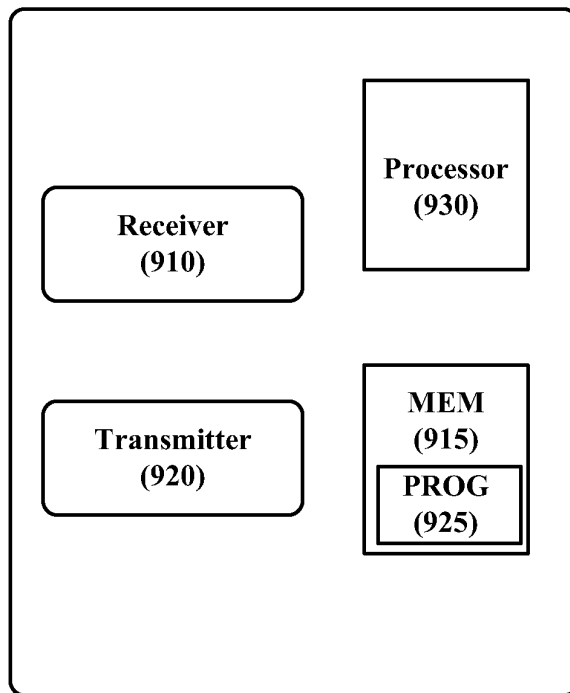 Processor
(930)
Receiver
(910)
MEM
(915)
Transmitter
(920)
PROG
(925)